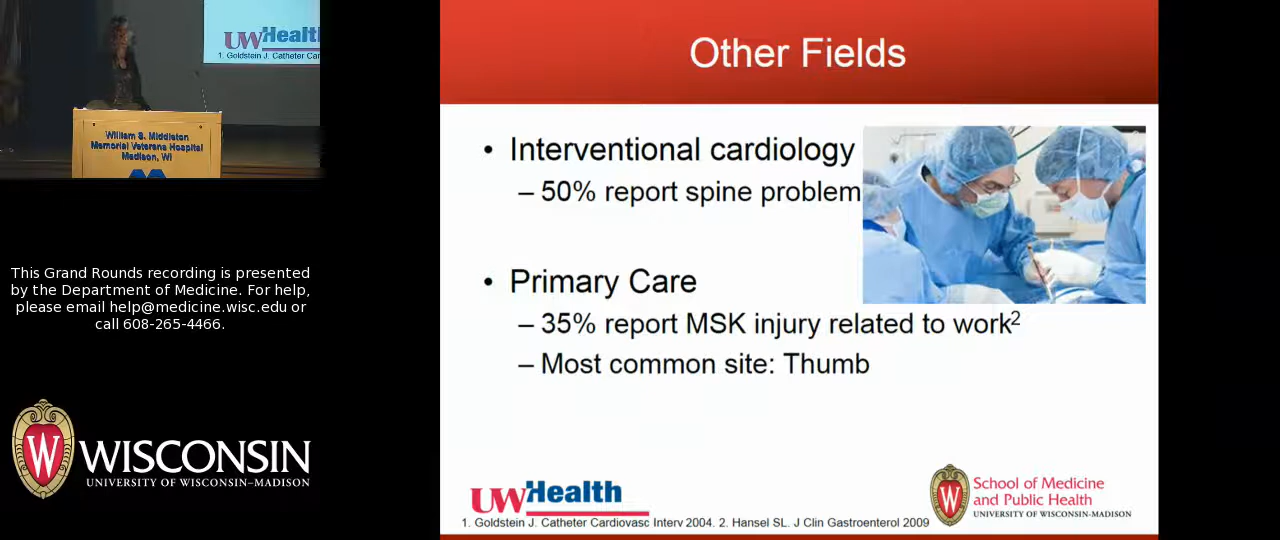 UWHealth
1. Goldstein J. Catheter Car
William S. Middleton
Memorial Veterans Hospital
Madison, WI
This Grand Rounds recording is presented
by the Department of Medicine. For help,
please email help@medicine.wisc.edu or
call 608-265-4466.
W
WISCONSIN
UNIVERSITY OF WISCONSIN–MADISON
Other Fields
• Interventional cardiology
– 50% report spine problem
• Primary Care
– 35% report MSK injury related to work²
– Most common site: Thumb
UWHealth
1. Goldstein J. Catheter Cardiovasc Interv 2004. 2. Hansel SL. J Clin Gastroenterol 2009
W
School of Medicine
and Public Health
UNIVERSITY OF WISCONSIN-MADISON